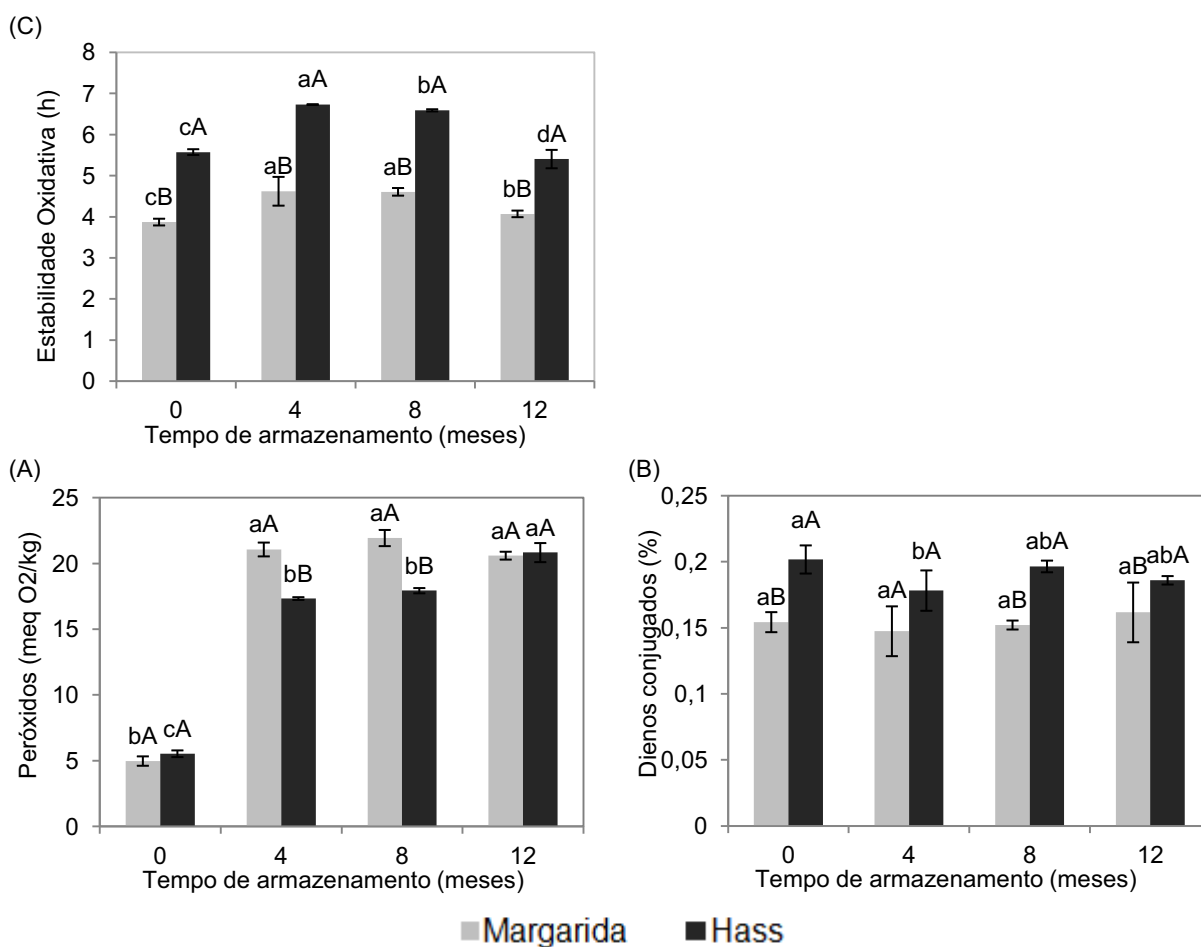 (C)
Estabilidade Oxidativa (h)
8
7
6
5
4
3
2
1
0
cB
cA
aB
aA
aB
bA
bB
dA
0 4 8 12
Tempo de armazenamento (meses)
(A)
Peróxidos (meq O2/kg)
25
20
15
10
5
0
bA
cA
aA
bB
aA
bB
aA
aA
0 4 8 12
Tempo de armazenamento (meses)
(B)
Dienos conjugados (%)
0,25
0,2
0,15
0,1
0,05
0
aB
aA
aA
bA
aB
abA
aB
abA
0 4 8 12
Tempo de armazenamento (meses)
Margarida Hass